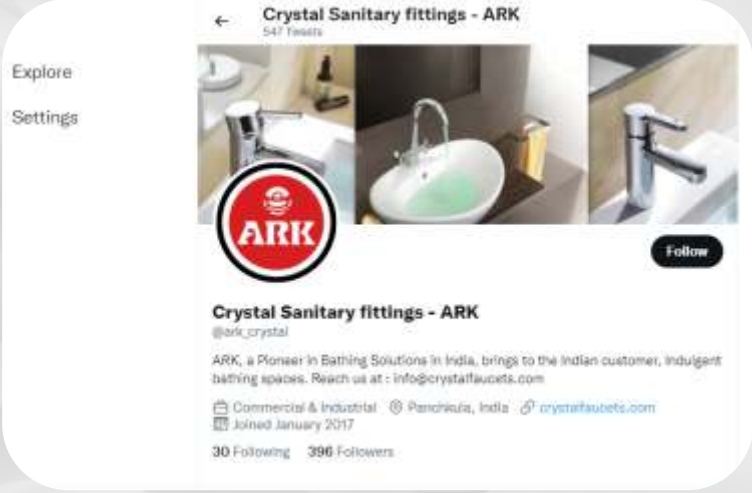 Crystal Sanitary fittings - ARK
547 Tweets
Explore
Settings
ARK
Follow
Crystal Sanitary fittings - ARK
@ark_crystal
ARK, a Pioneer in Bathing Solutions in India, brings to the Indian customer, indulgent
bathing spaces. Reach us at : info@crystalfaucets.com
Commercial & Industrial Panchkula, India crystalfaucets.com
Joined January 2017
30 Following 396 Followers